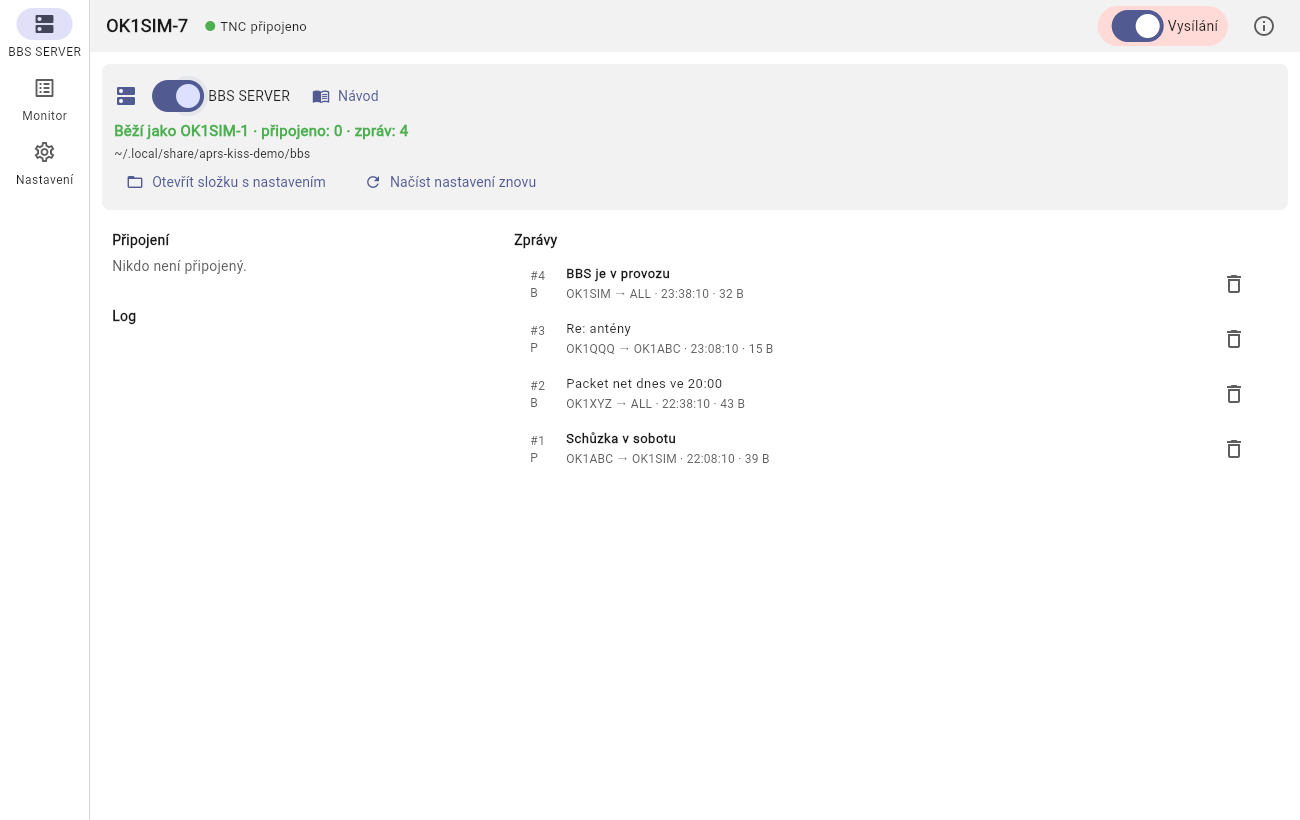 BBS SERVER
Monitor
Nastavení
OK1SIM-7
TNC připojeno
Vysílání
BBS SERVER
Návod
Běží jako OK1SIM-1 · připojeno: 0 · zpráv: 4
~/.local/share/aprs-kiss-demo/bbs
Otevřít složku s nastavením
Načíst nastavení znovu
Připojení
Nikdo není připojený.
Log
Zprávy
#4 BBS je v provozu
B OK1SIM → ALL · 23:38:10 · 32 B
#3 Re: antény
P OK1QQQ → OK1ABC · 23:08:10 · 15 B
#2 Packet net dnes ve 20:00
B OK1XYZ → ALL · 22:38:10 · 43 B
#1 Schůzka v sobotu
P OK1ABC → OK1SIM · 22:08:10 · 39 B